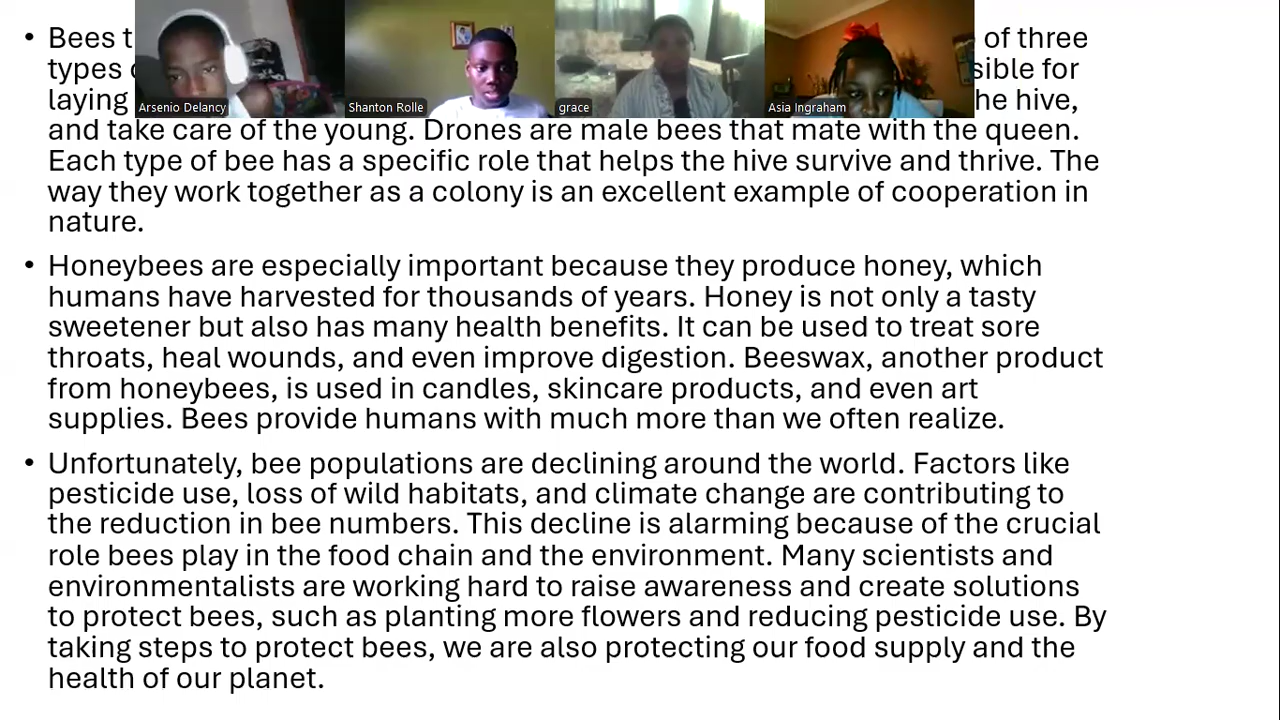 • Bees t of three
types sible for
laying he hive,
Arsenio Delancy Shanton Rolle grace Asia Ingraham
and take care of the young. Drones are male bees that mate with the queen.
Each type of bee has a specific role that helps the hive survive and thrive. The
way they work together as a colony is an excellent example of cooperation in
nature.
• Honeybees are especially important because they produce honey, which
humans have harvested for thousands of years. Honey is not only a tasty
sweetener but also has many health benefits. It can be used to treat sore
throats, heal wounds, and even improve digestion. Beeswax, another product
from honeybees, is used in candles, skincare products, and even art
supplies. Bees provide humans with much more than we often realize.
• Unfortunately, bee populations are declining around the world. Factors like
pesticide use, loss of wild habitats, and climate change are contributing to
the reduction in bee numbers. This decline is alarming because of the crucial
role bees play in the food chain and the environment. Many scientists and
environmentalists are working hard to raise awareness and create solutions
to protect bees, such as planting more flowers and reducing pesticide use. By
taking steps to protect bees, we are also protecting our food supply and the
health of our planet.